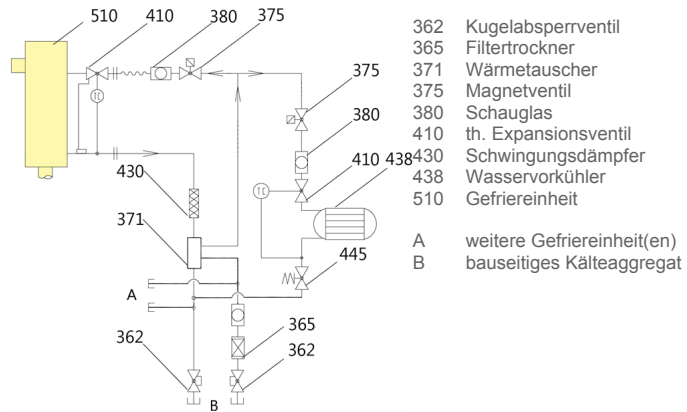 510 410 380 375
375
380
410
438
430
371
445
A
365
362
362
B
TC
TC
362 Kugelabsperrventil
365 Filtertrockner
371 Wärmetauscher
375 Magnetventil
380 Schauglas
410 th. Expansionsventil
430 Schwingungsdämpfer
438 Wasservorkühler
510 Gefriereinheit
A weitere Gefriereinheit(en)
B bauseitiges Kälteaggregat